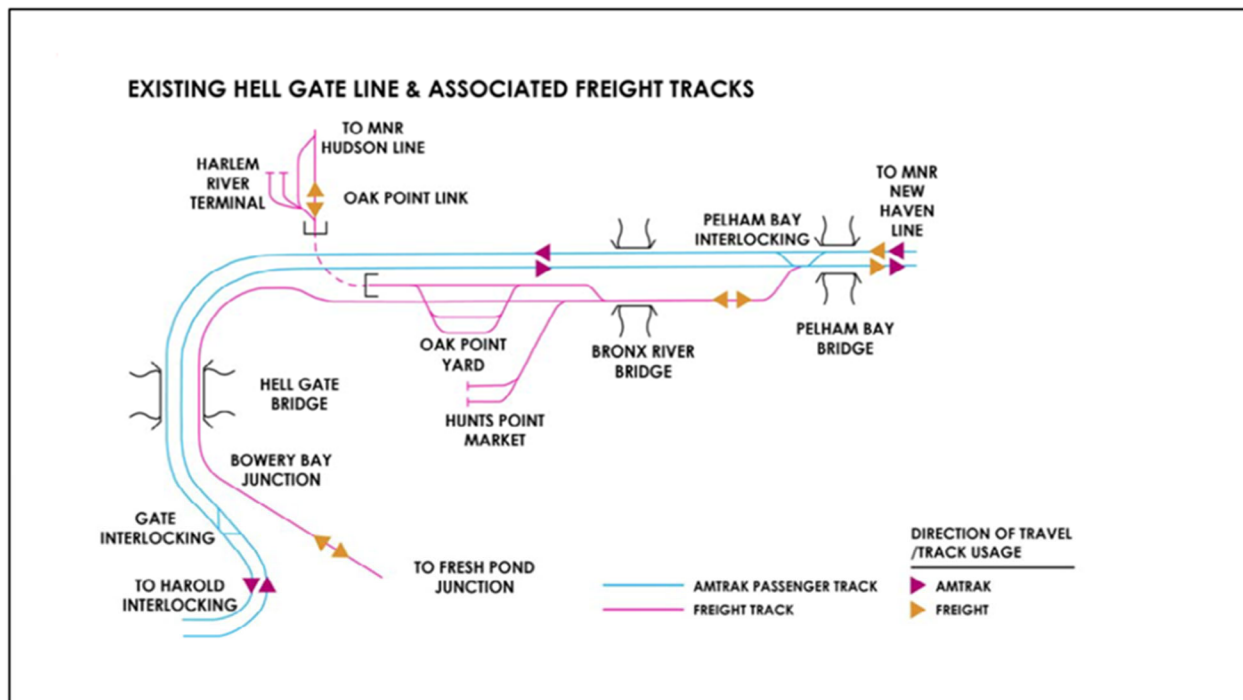 EXISTING HELL GATE LINE & ASSOCIATED FREIGHT TRACKS
TO MNR
HUDSON LINE
HARLEM
RIVER
TERMINAL
OAK POINT LINK
PELHAM BAY
INTERLOCKING
TO MNR
NEW
HAVEN
LINE
OAK POINT
YARD
BRONX RIVER
BRIDGE
PELHAM BAY
BRIDGE
HELL GATE
BRIDGE
HUNTS POINT
MARKET
BOWERY BAY
JUNCTION
GATE
INTERLOCKING
TO HAROLD
INTERLOCKING
TO FRESH POND
JUNCTION
AMTRAK PASSENGER TRACK
FREIGHT TRACK
DIRECTION OF TRAVEL
/TRACK USAGE
AMTRAK
FREIGHT